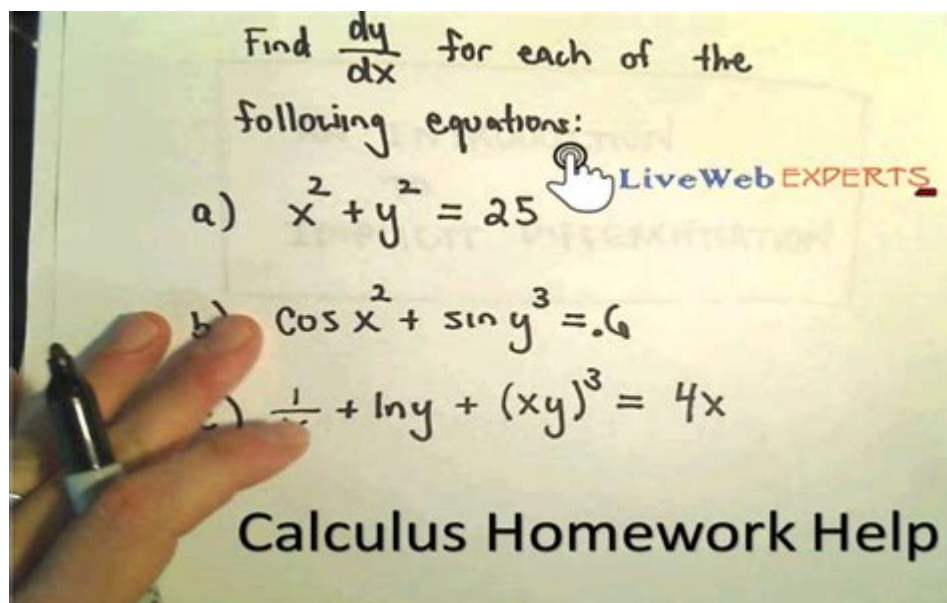 Find dy/dx for each of the
following equations:
LiveWeb EXPERTS
a) x² + y² = 25
b) cos x² + sin y³ = .6
+ ln y + (xy)³ = 4x
Calculus Homework Help